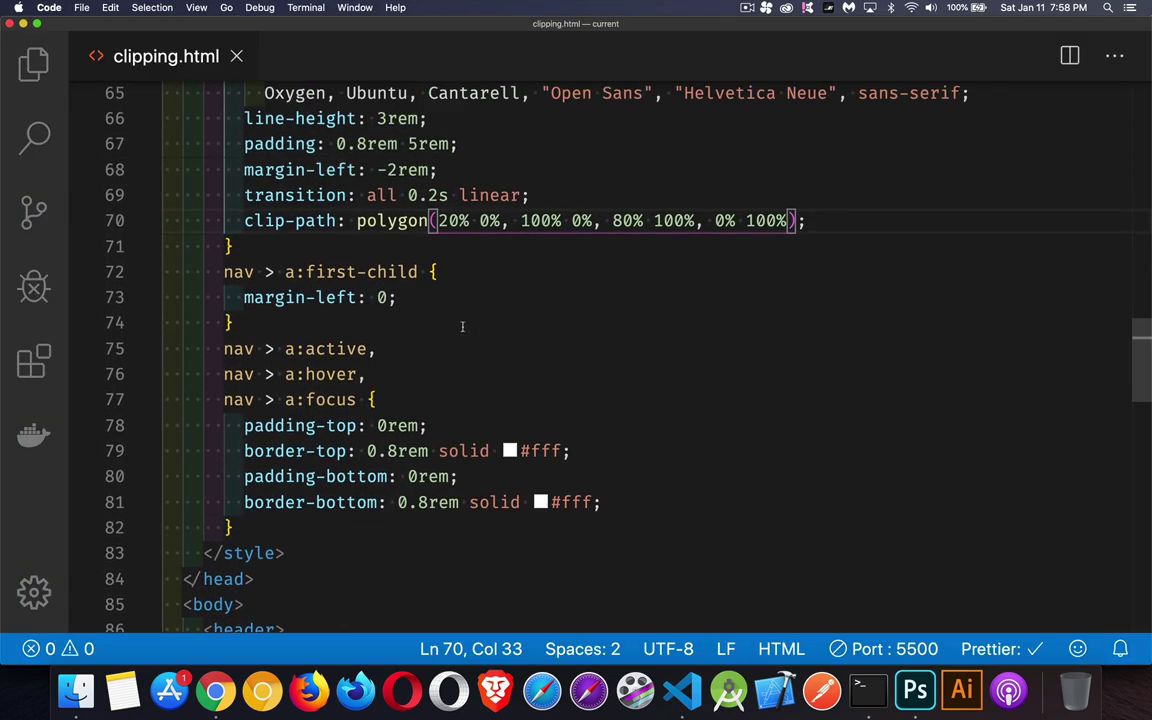 Code File Edit Selection View Go Debug Terminal Window Help 100% Sat Jan 11 7:58 PM
clipping.html — current
clipping.html
65 Oxygen, Ubuntu, Cantarell, "Open Sans", "Helvetica Neue", sans-serif;
66 line-height: 3rem;
67 padding: 0.8rem 5rem;
68 margin-left: -2rem;
69 transition: all 0.2s linear;
70 clip-path: polygon(20% 0%, 100% 0%, 80% 100%, 0% 100%);
71 }
72 nav > a:first-child {
73 margin-left: 0;
74 }
75 nav > a:active,
76 nav > a:hover,
77 nav > a:focus {
78 padding-top: 0rem;
79 border-top: 0.8rem solid #fff;
80 padding-bottom: 0rem;
81 border-bottom: 0.8rem solid #fff;
82 }
83 </style>
84 </head>
85 <body>
86 <header>
0 0 Ln 70, Col 33 Spaces: 2 UTF-8 LF HTML Port : 5500 Prettier: ✓
1 >_ Ps Ai